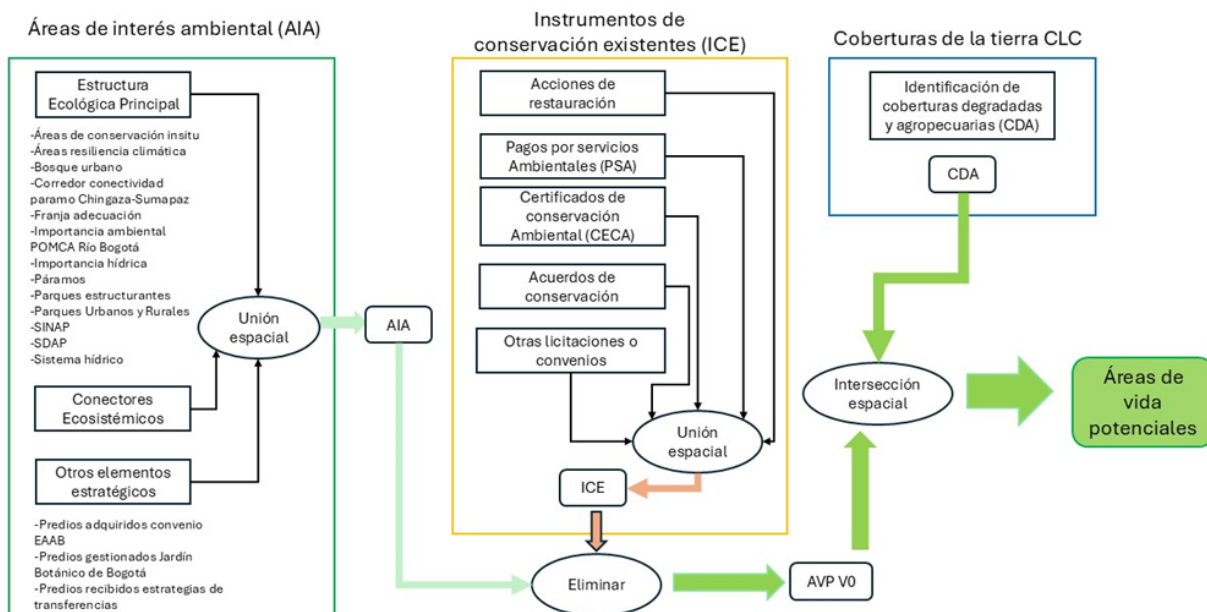 Áreas de interés ambiental (AIA)
Estructura
Ecológica Principal
-Áreas de conservación insitu
-Áreas resiliencia climática
-Bosque urbano
-Corredor conectividad
paramo Chingaza-Sumapaz
-Franja adecuación
-Importancia ambiental
POMCA Río Bogotá
-Importancia hídrica
-Páramos
-Parques estructurantes
-Parques Urbanos y Rurales
-SINAP
-SDAP
-Sistema hídrico
Conectores
Ecosistémicos
Otros elementos
estratégicos
-Predios adquiridos convenio
EAAB
-Predios gestionados Jardín
Botánico de Bogotá
-Predios recibidos estrategias de
transferencias
Unión
espacial
AIA
Instrumentos de
conservación existentes (ICE)
Acciones de
restauración
Pagos por servicios
Ambientales (PSA)
Certificados de
conservación
Ambiental (CECA)
Acuerdos de
conservación
Otras licitaciones o
convenios
Unión
espacial
ICE
Eliminar
AVP V0
Coberturas de la tierra CLC
Identificación de
coberturas degradadas
y agropecuarias (CDA)
CDA
Intersección
espacial
Áreas de
vida
potenciales